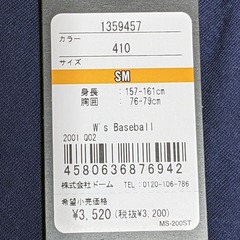 1359457
カラー
410
サイズ
SM
身長 :157-161cm
胸囲 : 76-79cm
W's Baseball
2001 Q02
4580636876942
株式会社ドーム TEL:0120-106-786
希望小売価格
¥3,520 (税抜¥3,200)
MS-200ST